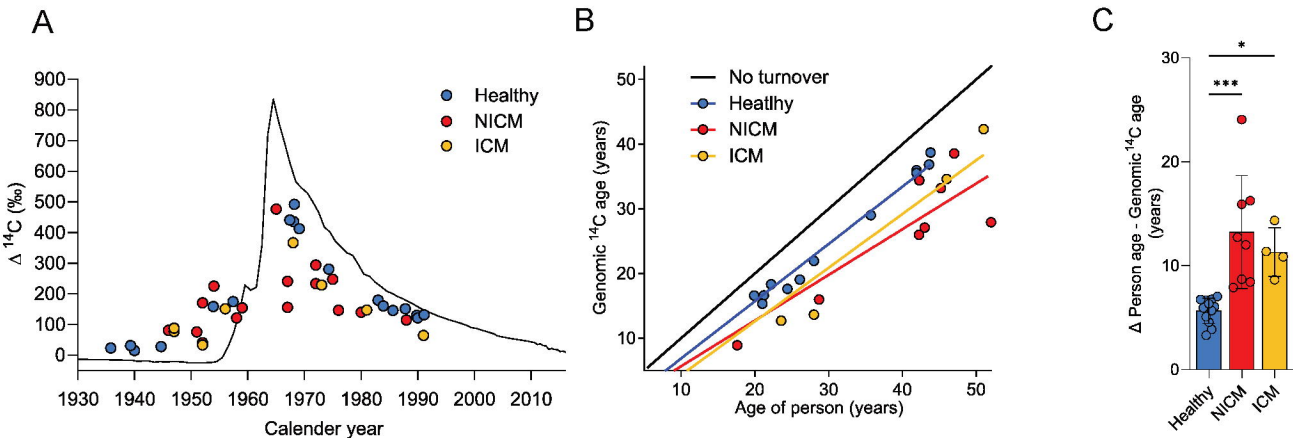 A
900
800
700
600
500
400
300
200
100
0
Δ ¹⁴C (‰)
1930 1940 1950 1960 1970 1980 1990 2000 2010
Calender year
Healthy
NICM
ICM
B
50
40
30
20
10
Genomic ¹⁴C age (years)
10 20 30 40 50
Age of person (years)
No turnover
Heatlhy
NICM
ICM
C
30
20
10
0
Δ Person age - Genomic ¹⁴C age
(years)
*
***
Healthy
NICM
ICM